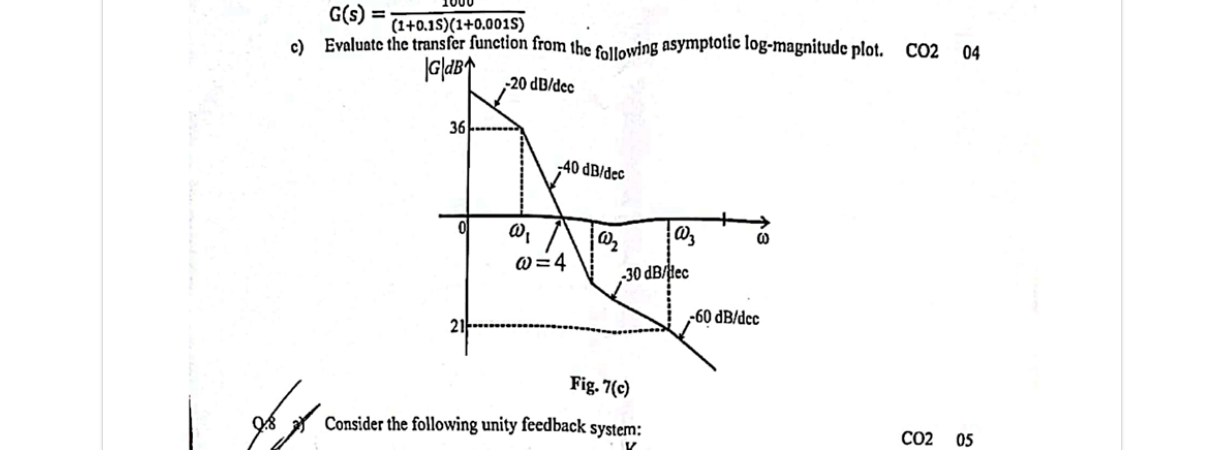 G(s) = 1000
(1+0.1S)(1+0.001S)
c) Evaluate the transfer function from the following asymptotic log-magnitude plot. CO2 04
|G|dB
-20 dB/dec
36
-40 dB/dec
0 ω₁ ω₂ ω₃ ω
ω=4
-30 dB/dec
21 -60 dB/dec
Fig. 7(c)
Q.8 a) Consider the following unity feedback system: CO2 05